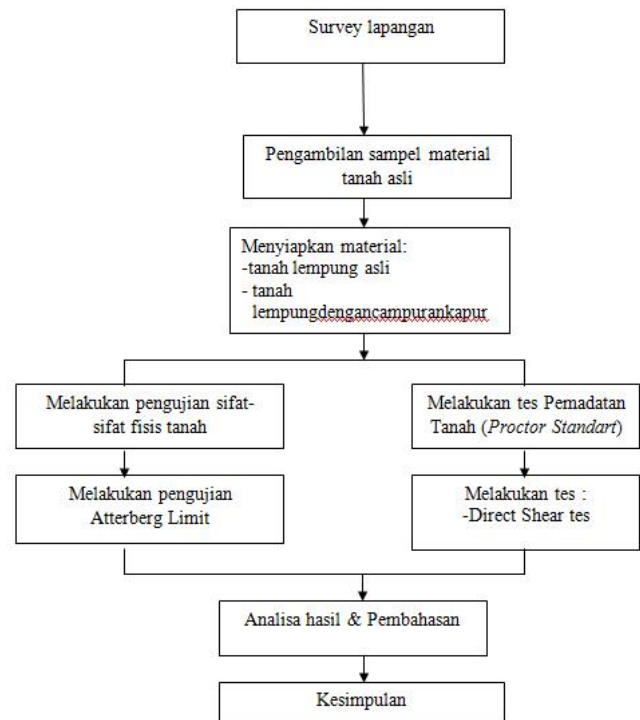 Survey lapangan
Pengambilan sampel material
tanah asli
Menyiapkan material:
-tanah lempung asli
- tanah
lempungdengancampurankapur
Melakukan pengujian sifat-
sifat fisis tanah
Melakukan tes Pemadatan
Tanah (Proctor Standart)
Melakukan pengujian
Atterberg Limit
Melakukan tes :
-Direct Shear tes
Analisa hasil & Pembahasan
Kesimpulan